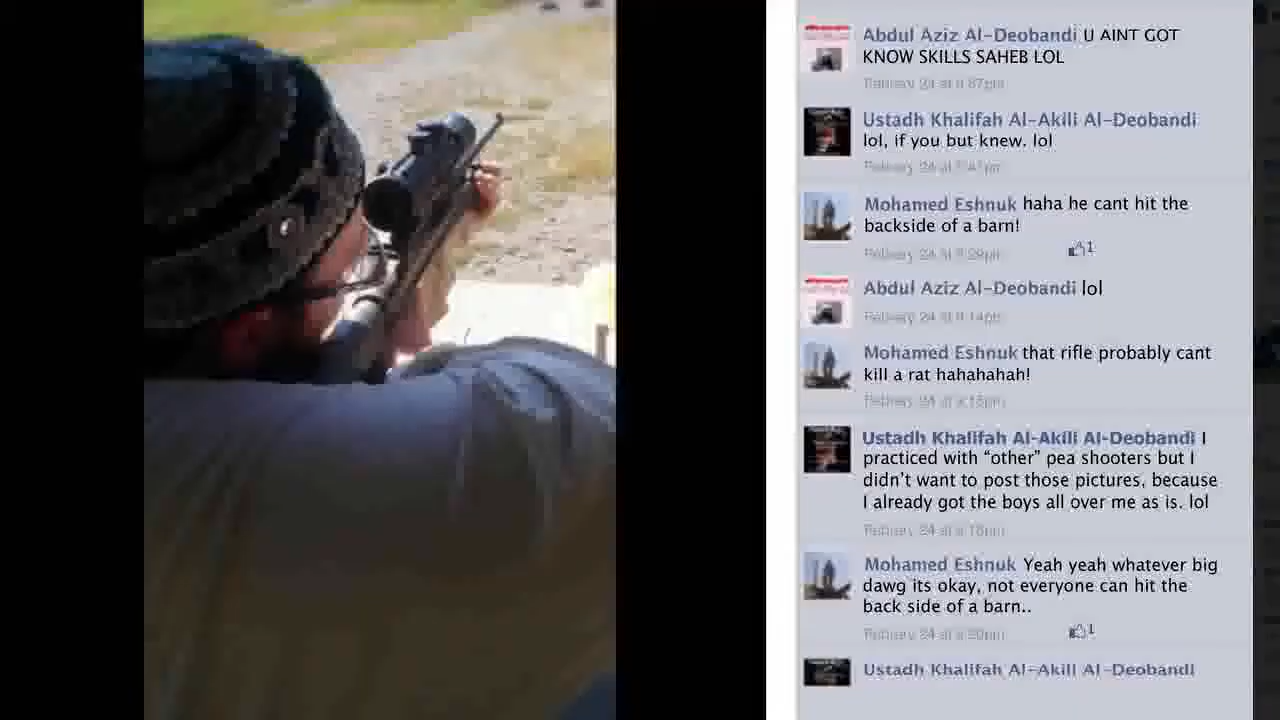 Abdul Aziz Al-Deobandi U AINT GOT
KNOW SKILLS SAHEB LOL
Ustadh Khalifah Al-Akili Al-Deobandi
lol, if you but knew. lol
Mohamed Eshnuk haha he cant hit the
backside of a barn!
1
Abdul Aziz Al-Deobandi lol
Mohamed Eshnuk that rifle probably cant
kill a rat hahahahah!
Ustadh Khalifah Al-Akili Al-Deobandi I
practiced with “other” pea shooters but I
didn’t want to post those pictures, because
I already got the boys all over me as is. lol
Mohamed Eshnuk Yeah yeah whatever big
dawg its okay, not everyone can hit the
back side of a barn..
1
Ustadh Khalifah Al-Akili Al-Deobandi